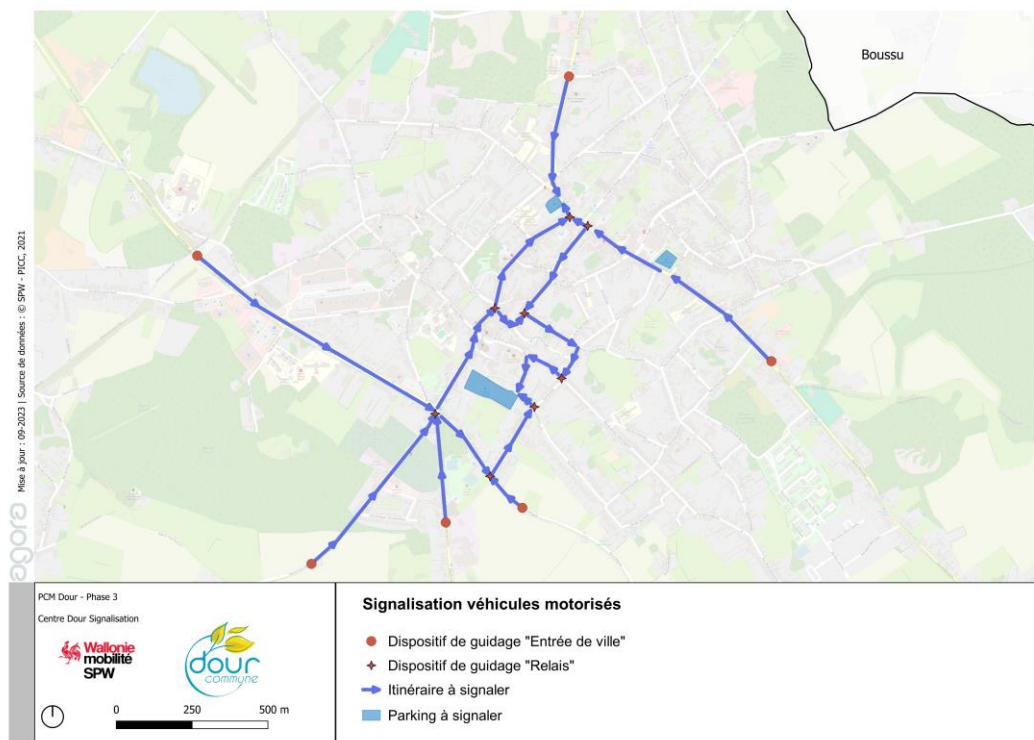 Boussu
Mise à jour : 09-2023 | Source de données : © SPW - PICC, 2021
agora
PCM Dour - Phase 3
Centre Dour Signalisation
Wallonie
mobilité
SPW
dour
commune
0 250 500 m
Signalisation véhicules motorisés
Dispositif de guidage "Entrée de ville"
Dispositif de guidage "Relais"
Itinéraire à signaler
Parking à signaler